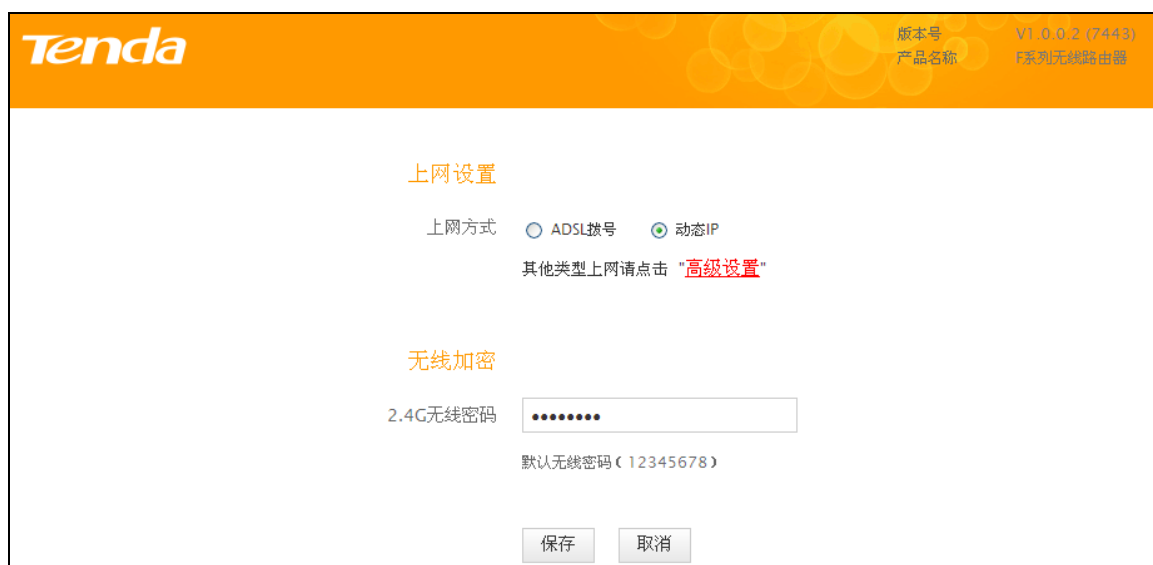 Tenda
版本号 V1.0.0.2 (7443)
产品名称 F系列无线路由器
上网设置
上网方式 ADSL拨号 动态IP
其他类型上网请点击 "高级设置"
无线加密
2.4G无线密码 ••••••••
默认无线密码(12345678)
保存 取消